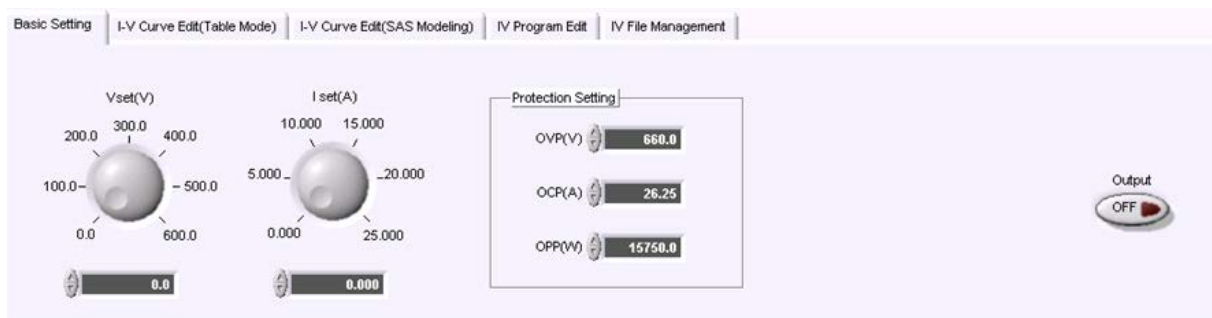 Basic Setting I-V Curve Edit(Table Mode) I-V Curve Edit(SAS Modeling) IV Program Edit IV File Management
Vset(V)
200.0 300.0 400.0
100.0 500.0
0.0 600.0
0.0
I set(A)
10.000 15.000
5.000 20.000
0.000 25.000
0.000
Protection Setting
OVP(V) 660.0
OCP(A) 26.25
OPP(W) 15750.0
Output
OFF